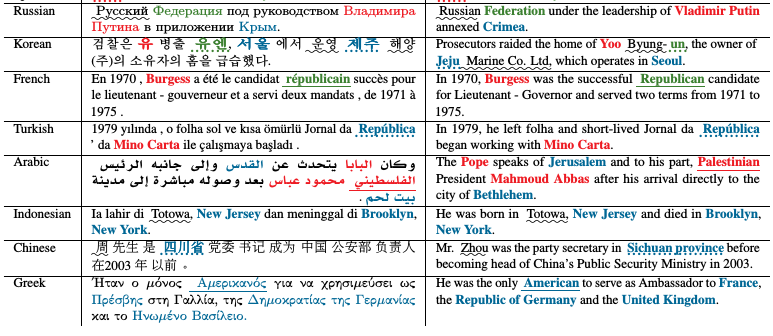 Russian Русский Федерация под руководством Владимира Russian Federation under the leadership of Vladimir Putin
Путина в приложении Крым. annexed Crimea.
Korean 검찰은 유 병출 유엔, 서울 에서 운영 제주 해양 Prosecutors raided the home of Yoo Byung- un, the owner of
(주)의 소유자의 홈을 급습했다. Jeju Marine Co. Ltd, which operates in Seoul.
French En 1970 , Burgess a été le candidat républicain succès pour In 1970, Burgess was the successful Republican candidate
le lieutenant - gouverneur et a servi deux mandats , de 1971 à for Lieutenant - Governor and served two terms from 1971 to
1975 . 1975.
Turkish 1979 yılında , o folha sol ve kısa ömürlü Jornal da República In 1979, he left folha and short-lived Jornal da República
' da Mino Carta ile çalışmaya başladı . began working with Mino Carta.
Arabic وكان البابا يتحدث عن القدس وإلى جانبه الرئيس The Pope speaks of Jerusalem and to his part, Palestinian
الفلسطيني محمود عباس بعد وصوله مباشرة إلى مدينة President Mahmoud Abbas after his arrival directly to the
بيت لحم . city of Bethlehem.
Indonesian Ia lahir di Totowa, New Jersey dan meninggal di Brooklyn, He was born in Totowa, New Jersey and died in Brooklyn,
New York. New York.
Chinese 周 先生 是 四川省 党委 书记 成为 中国 公安部 负责人 Mr. Zhou was the party secretary in Sichuan province before
在2003 年 以前 。 becoming head of China's Public Security Ministry in 2003.
Greek Ήταν ο μόνος Αμερικανός για να χρησιμεύσει ως He was the only American to serve as Ambassador to France,
Πρέσβης στη Γαλλία, της Δημοκρατίας της Γερμανίας the Republic of Germany and the United Kingdom.
και το Ηνωμένο Βασίλειο.